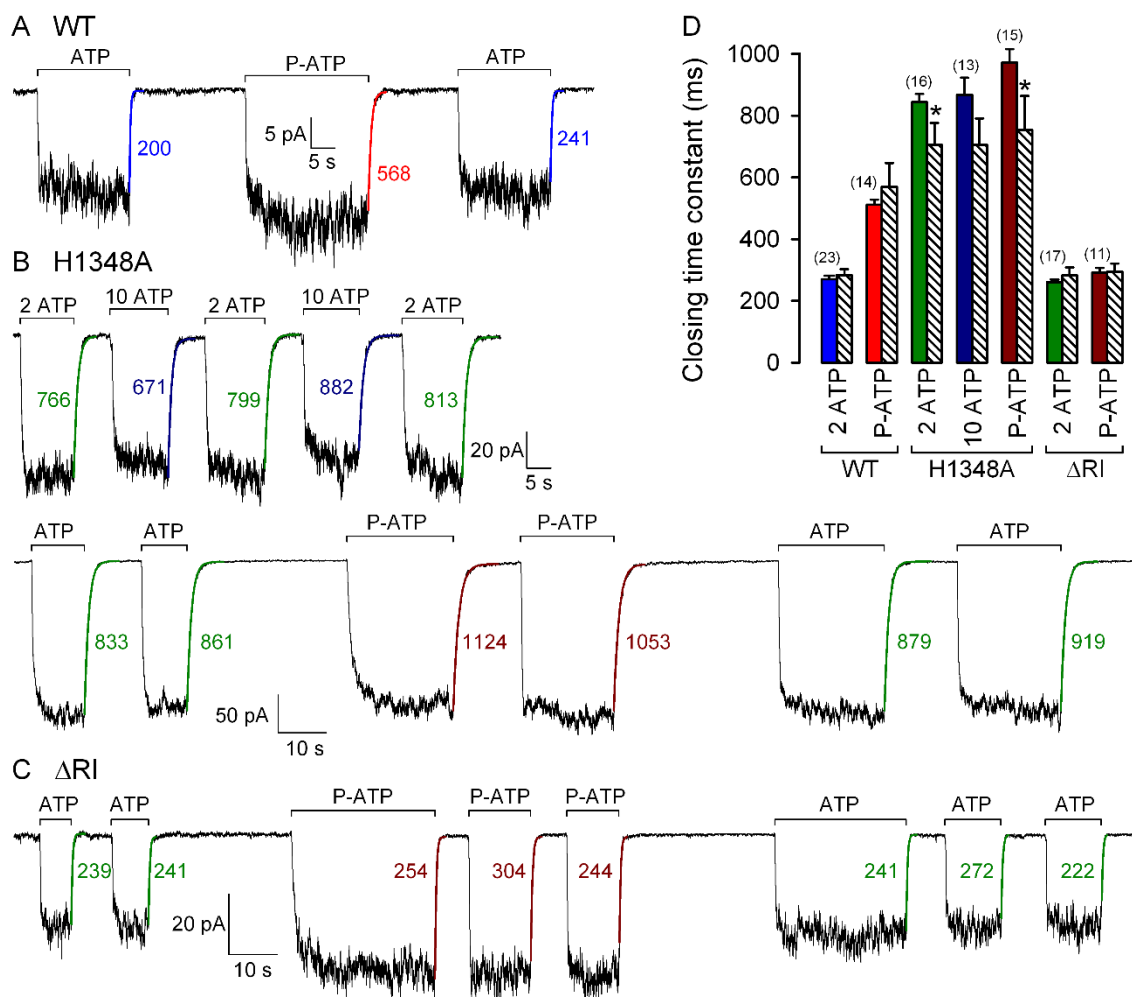 A WT
ATP
P-ATP
ATP
200
5 pA
5 s
568
241
B H1348A
2 ATP
10 ATP
2 ATP
10 ATP
2 ATP
766
671
799
882
813
20 pA
5 s
ATP
ATP
P-ATP
P-ATP
ATP
ATP
833
861
1124
1053
879
919
50 pA
10 s
C ΔRI
ATP
ATP
P-ATP
P-ATP
P-ATP
ATP
ATP
ATP
239
241
254
304
244
241
272
222
20 pA
10 s
D
Closing time constant (ms)
1000
800
600
400
200
0
(23)
(14)
(16)
*
(13)
(15)
*
(17)
(11)
2 ATP
P-ATP
2 ATP
10 ATP
P-ATP
2 ATP
P-ATP
WT
H1348A
ΔRI